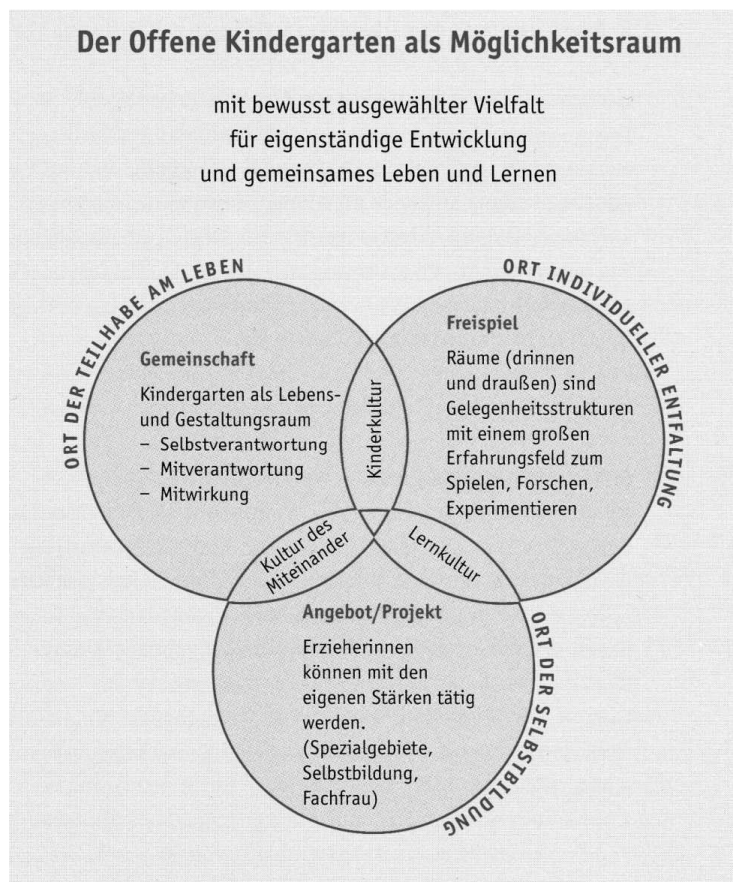 Der Offene Kindergarten als Möglichkeitsraum
mit bewusst ausgewählter Vielfalt
für eigenständige Entwicklung
und gemeinsames Leben und Lernen
ORT DER TEILHABE AM LEBEN
Gemeinschaft
Kindergarten als Lebens-
und Gestaltungsraum
– Selbstverantwortung
– Mitverantwortung
– Mitwirkung
Kinderkultur
ORT INDIVIDUELLER ENTFALTUNG
Freispiel
Räume (drinnen
und draußen) sind
Gelegenheitsstrukturen
mit einem großen
Erfahrungsfeld zum
Spielen, Forschen,
Experimentieren
Kultur des
Miteinander
Lernkultur
Angebot/Projekt
Erzieherinnen
können mit den
eigenen Stärken tätig
werden.
(Spezialgebiete,
Selbstbildung,
Fachfrau)
ORT DER SELBSTBILDUNG